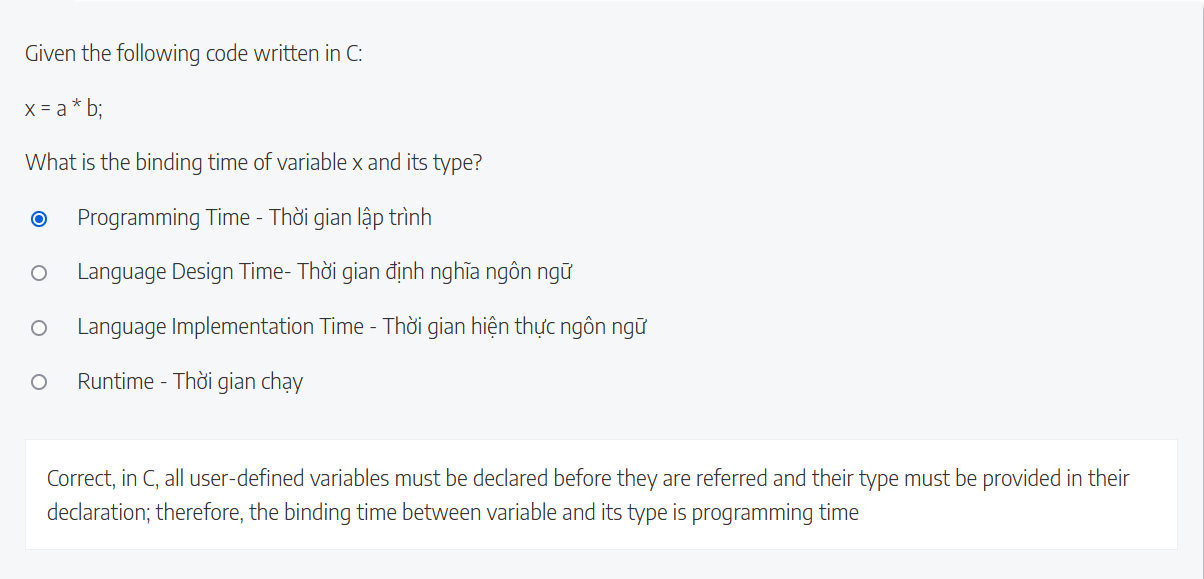 Given the following code written in C:
x = a * b;
What is the binding time of variable x and its type?
Programming Time - Thời gian lập trình
Language Design Time- Thời gian định nghĩa ngôn ngữ
Language Implementation Time - Thời gian hiện thực ngôn ngữ
Runtime - Thời gian chạy
Correct, in C, all user-defined variables must be declared before they are referred and their type must be provided in their
declaration; therefore, the binding time between variable and its type is programming time